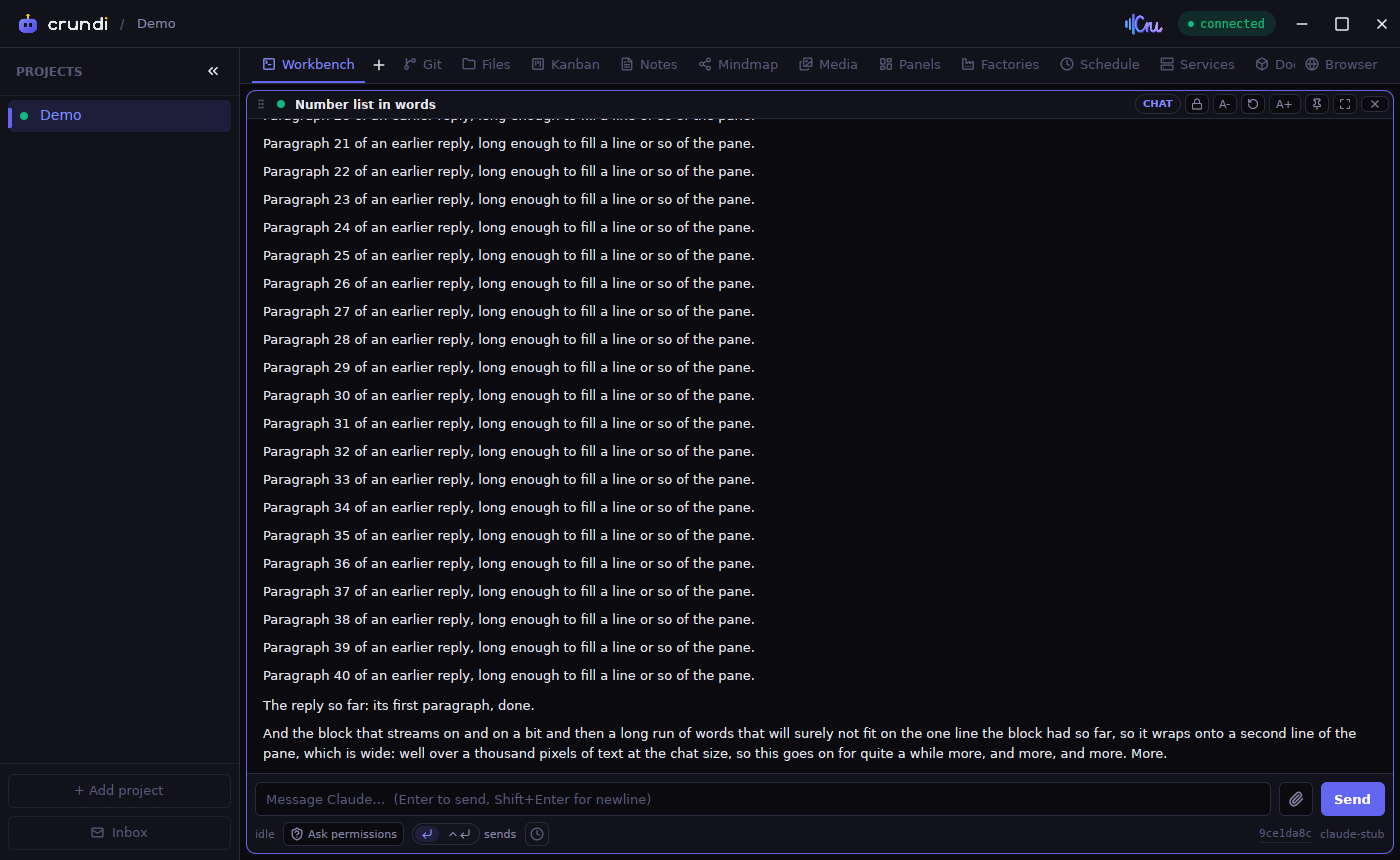 crundi / Demo
Cru
connected
PROJECTS
Workbench
Git
Files
Kanban
Notes
Mindmap
Media
Panels
Factories
Schedule
Services
Browser
Demo
Number list in words
CHAT
A-
A+
Paragraph 21 of an earlier reply, long enough to fill a line or so of the pane.
Paragraph 22 of an earlier reply, long enough to fill a line or so of the pane.
Paragraph 23 of an earlier reply, long enough to fill a line or so of the pane.
Paragraph 24 of an earlier reply, long enough to fill a line or so of the pane.
Paragraph 25 of an earlier reply, long enough to fill a line or so of the pane.
Paragraph 26 of an earlier reply, long enough to fill a line or so of the pane.
Paragraph 27 of an earlier reply, long enough to fill a line or so of the pane.
Paragraph 28 of an earlier reply, long enough to fill a line or so of the pane.
Paragraph 29 of an earlier reply, long enough to fill a line or so of the pane.
Paragraph 30 of an earlier reply, long enough to fill a line or so of the pane.
Paragraph 31 of an earlier reply, long enough to fill a line or so of the pane.
Paragraph 32 of an earlier reply, long enough to fill a line or so of the pane.
Paragraph 33 of an earlier reply, long enough to fill a line or so of the pane.
Paragraph 34 of an earlier reply, long enough to fill a line or so of the pane.
Paragraph 35 of an earlier reply, long enough to fill a line or so of the pane.
Paragraph 36 of an earlier reply, long enough to fill a line or so of the pane.
Paragraph 37 of an earlier reply, long enough to fill a line or so of the pane.
Paragraph 38 of an earlier reply, long enough to fill a line or so of the pane.
Paragraph 39 of an earlier reply, long enough to fill a line or so of the pane.
Paragraph 40 of an earlier reply, long enough to fill a line or so of the pane.
The reply so far: its first paragraph, done.
And the block that streams on and on a bit and then a long run of words that will surely not fit on the one line the block had so far, so it wraps onto a second line of the
pane, which is wide: well over a thousand pixels of text at the chat size, so this goes on for quite a while more, and more, and more. More.
+ Add project
Inbox
Message Claude... (Enter to send, Shift+Enter for newline)
Send
idle
Ask permissions
sends
9ce1da8c
claude-stub